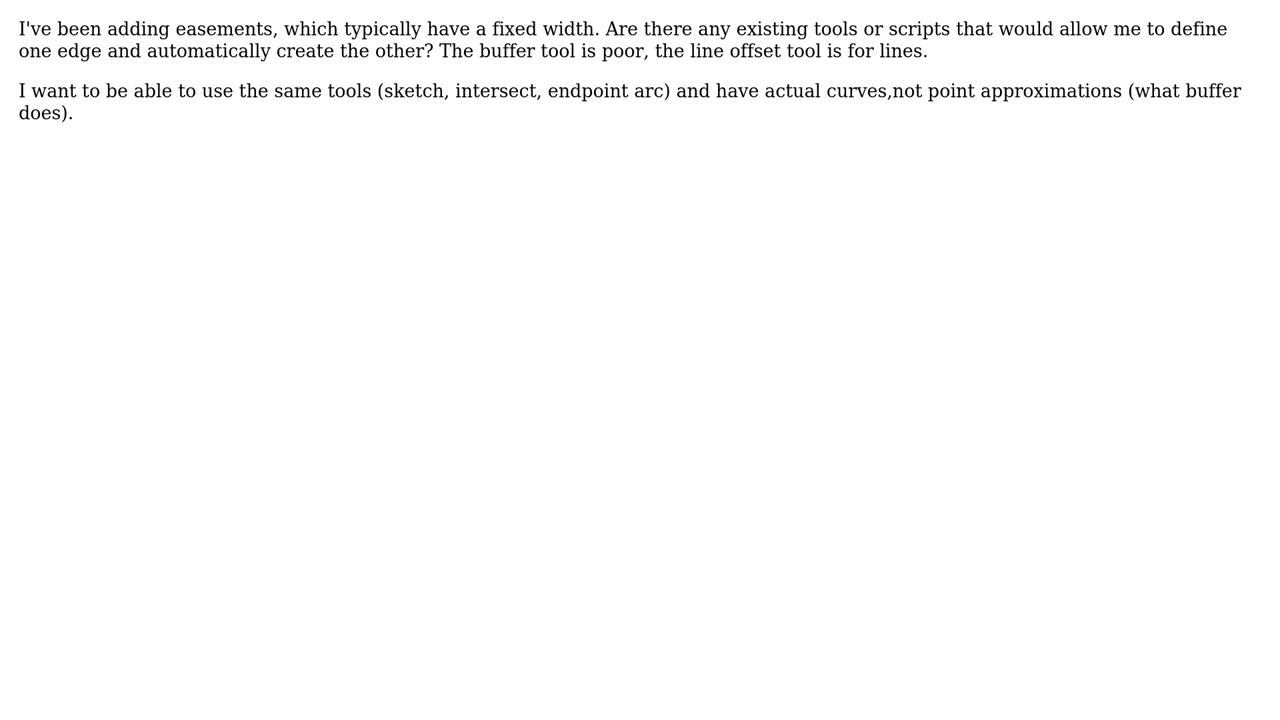 I've been adding easements, which typically have a fixed width. Are there any existing tools or scripts that would allow me to define
one edge and automatically create the other? The buffer tool is poor, the line offset tool is for lines.
I want to be able to use the same tools (sketch, intersect, endpoint arc) and have actual curves,not point approximations (what buffer
does).